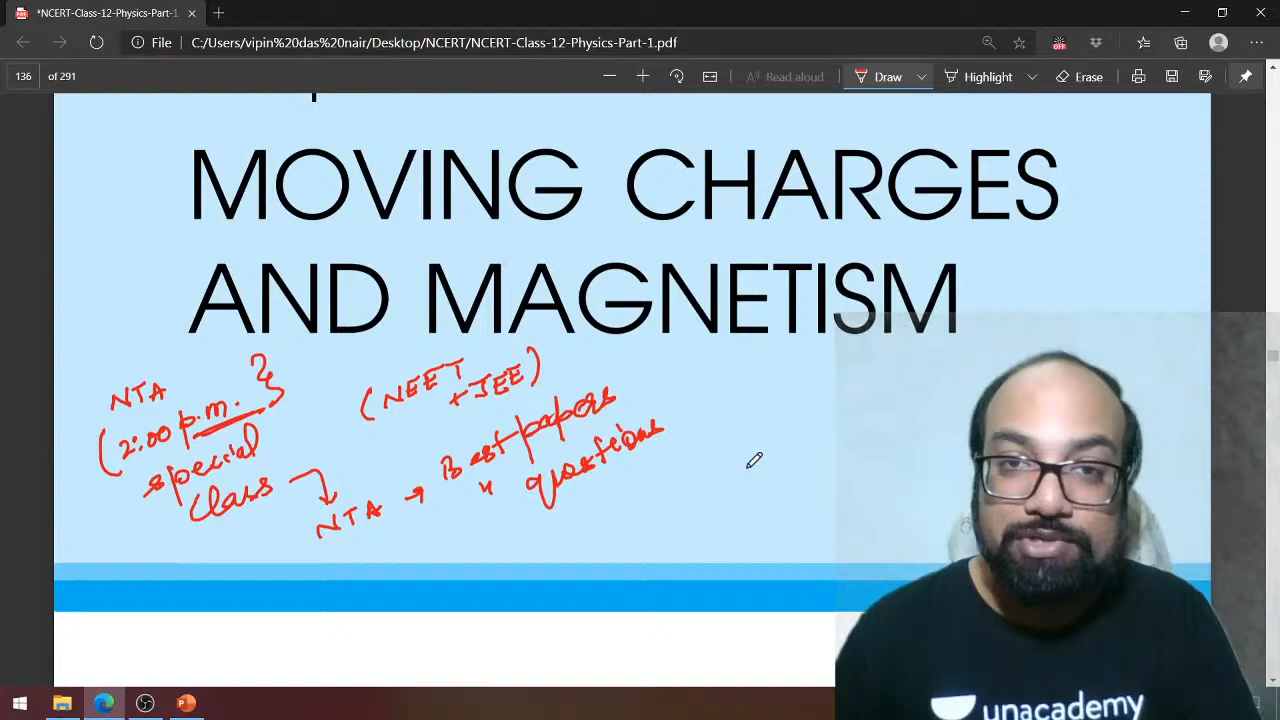 *NCERT-Class-12-Physics-Part-1.
File C:/Users/vipin%20das%20nair/Desktop/NCERT/NCERT-Class-12-Physics-Part-1.pdf
136 of 291 Read aloud Draw Highlight Erase
OFF
MOVING CHARGES
AND MAGNETISM
NTA
(2:00 p.m.
special
class
NTA → Best papers
" questions
(NEET
+ JEE)
unacademy